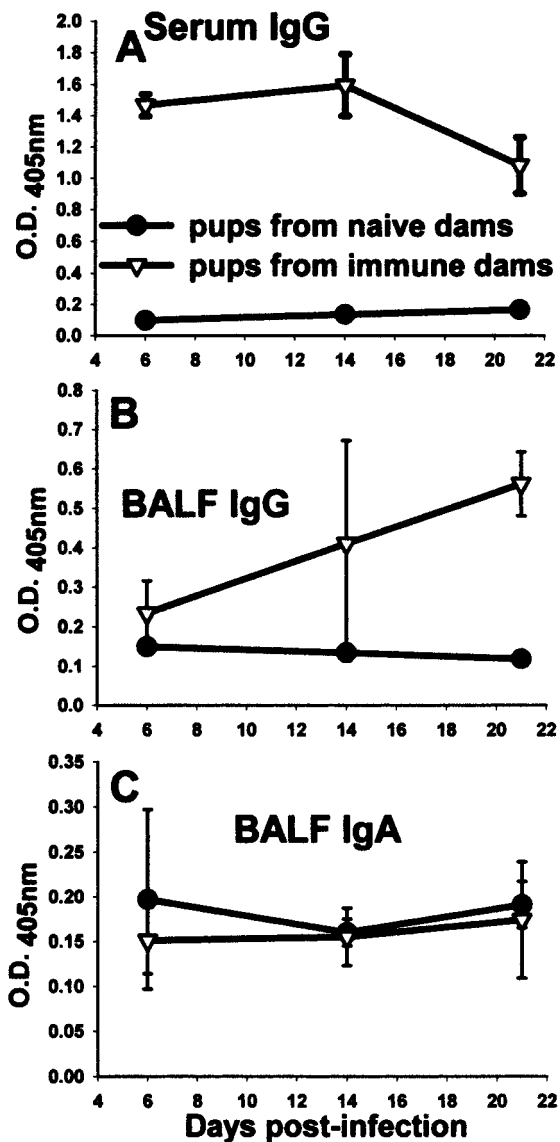 Serum IgG
A
2.0
1.8
1.6
1.4
1.2
1.0
0.8
0.6
0.4
0.2
0.0
O.D. 405nm
pups from naive dams
pups from immune dams
4 6 8 10 12 14 16 18 20 22
B
0.8
0.7
0.6
0.5
0.4
0.3
0.2
0.1
0.0
O.D. 405nm
BALF IgG
4 6 8 10 12 14 16 18 20 22
C
0.35
0.30
0.25
0.20
0.15
0.10
0.05
0.00
O.D. 405nm
BALF IgA
4 6 8 10 12 14 16 18 20 22
Days post-infection